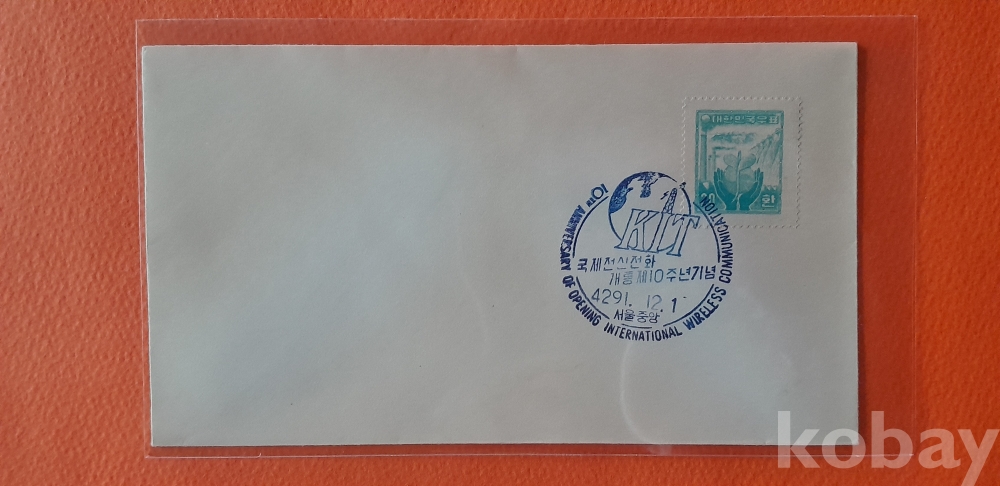 대한민국우표
환
KIT
10TH ANNIVERSARY OF OPENING INTERNATIONAL WIRELESS COMMUNICATION
국제전신전화
개통제10주년기념
4291. 12. 1
서울중앙
kobay